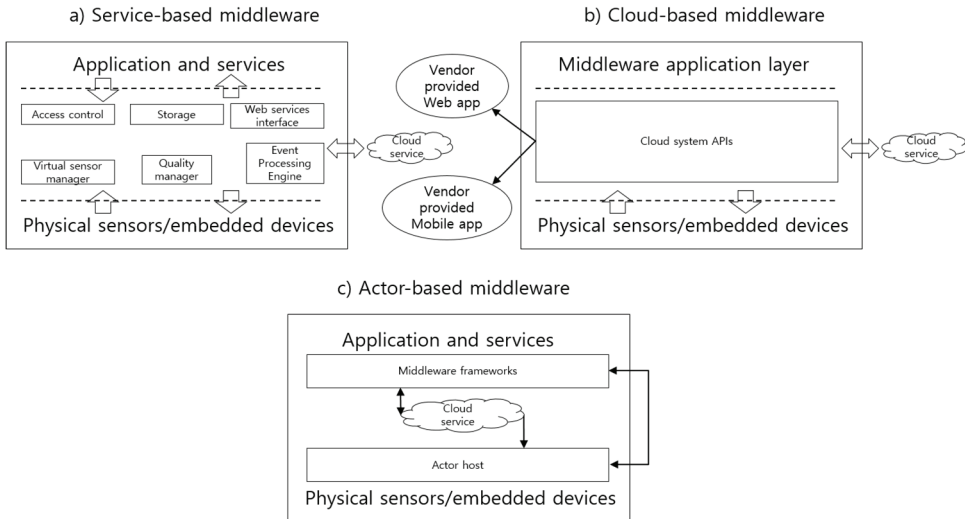 a) Service-based middleware
Application and services
Access control
Storage
Web services
interface
Virtual sensor
manager
Quality
manager
Event
Processing
Engine
Cloud
service
Physical sensors/embedded devices
b) Cloud-based middleware
Vendor
provided
Web app
Vendor
provided
Mobile app
Middleware application layer
Cloud system APIs
Cloud
service
Physical sensors/embedded devices
c) Actor-based middleware
Application and services
Middleware frameworks
Cloud
service
Actor host
Physical sensors/embedded devices